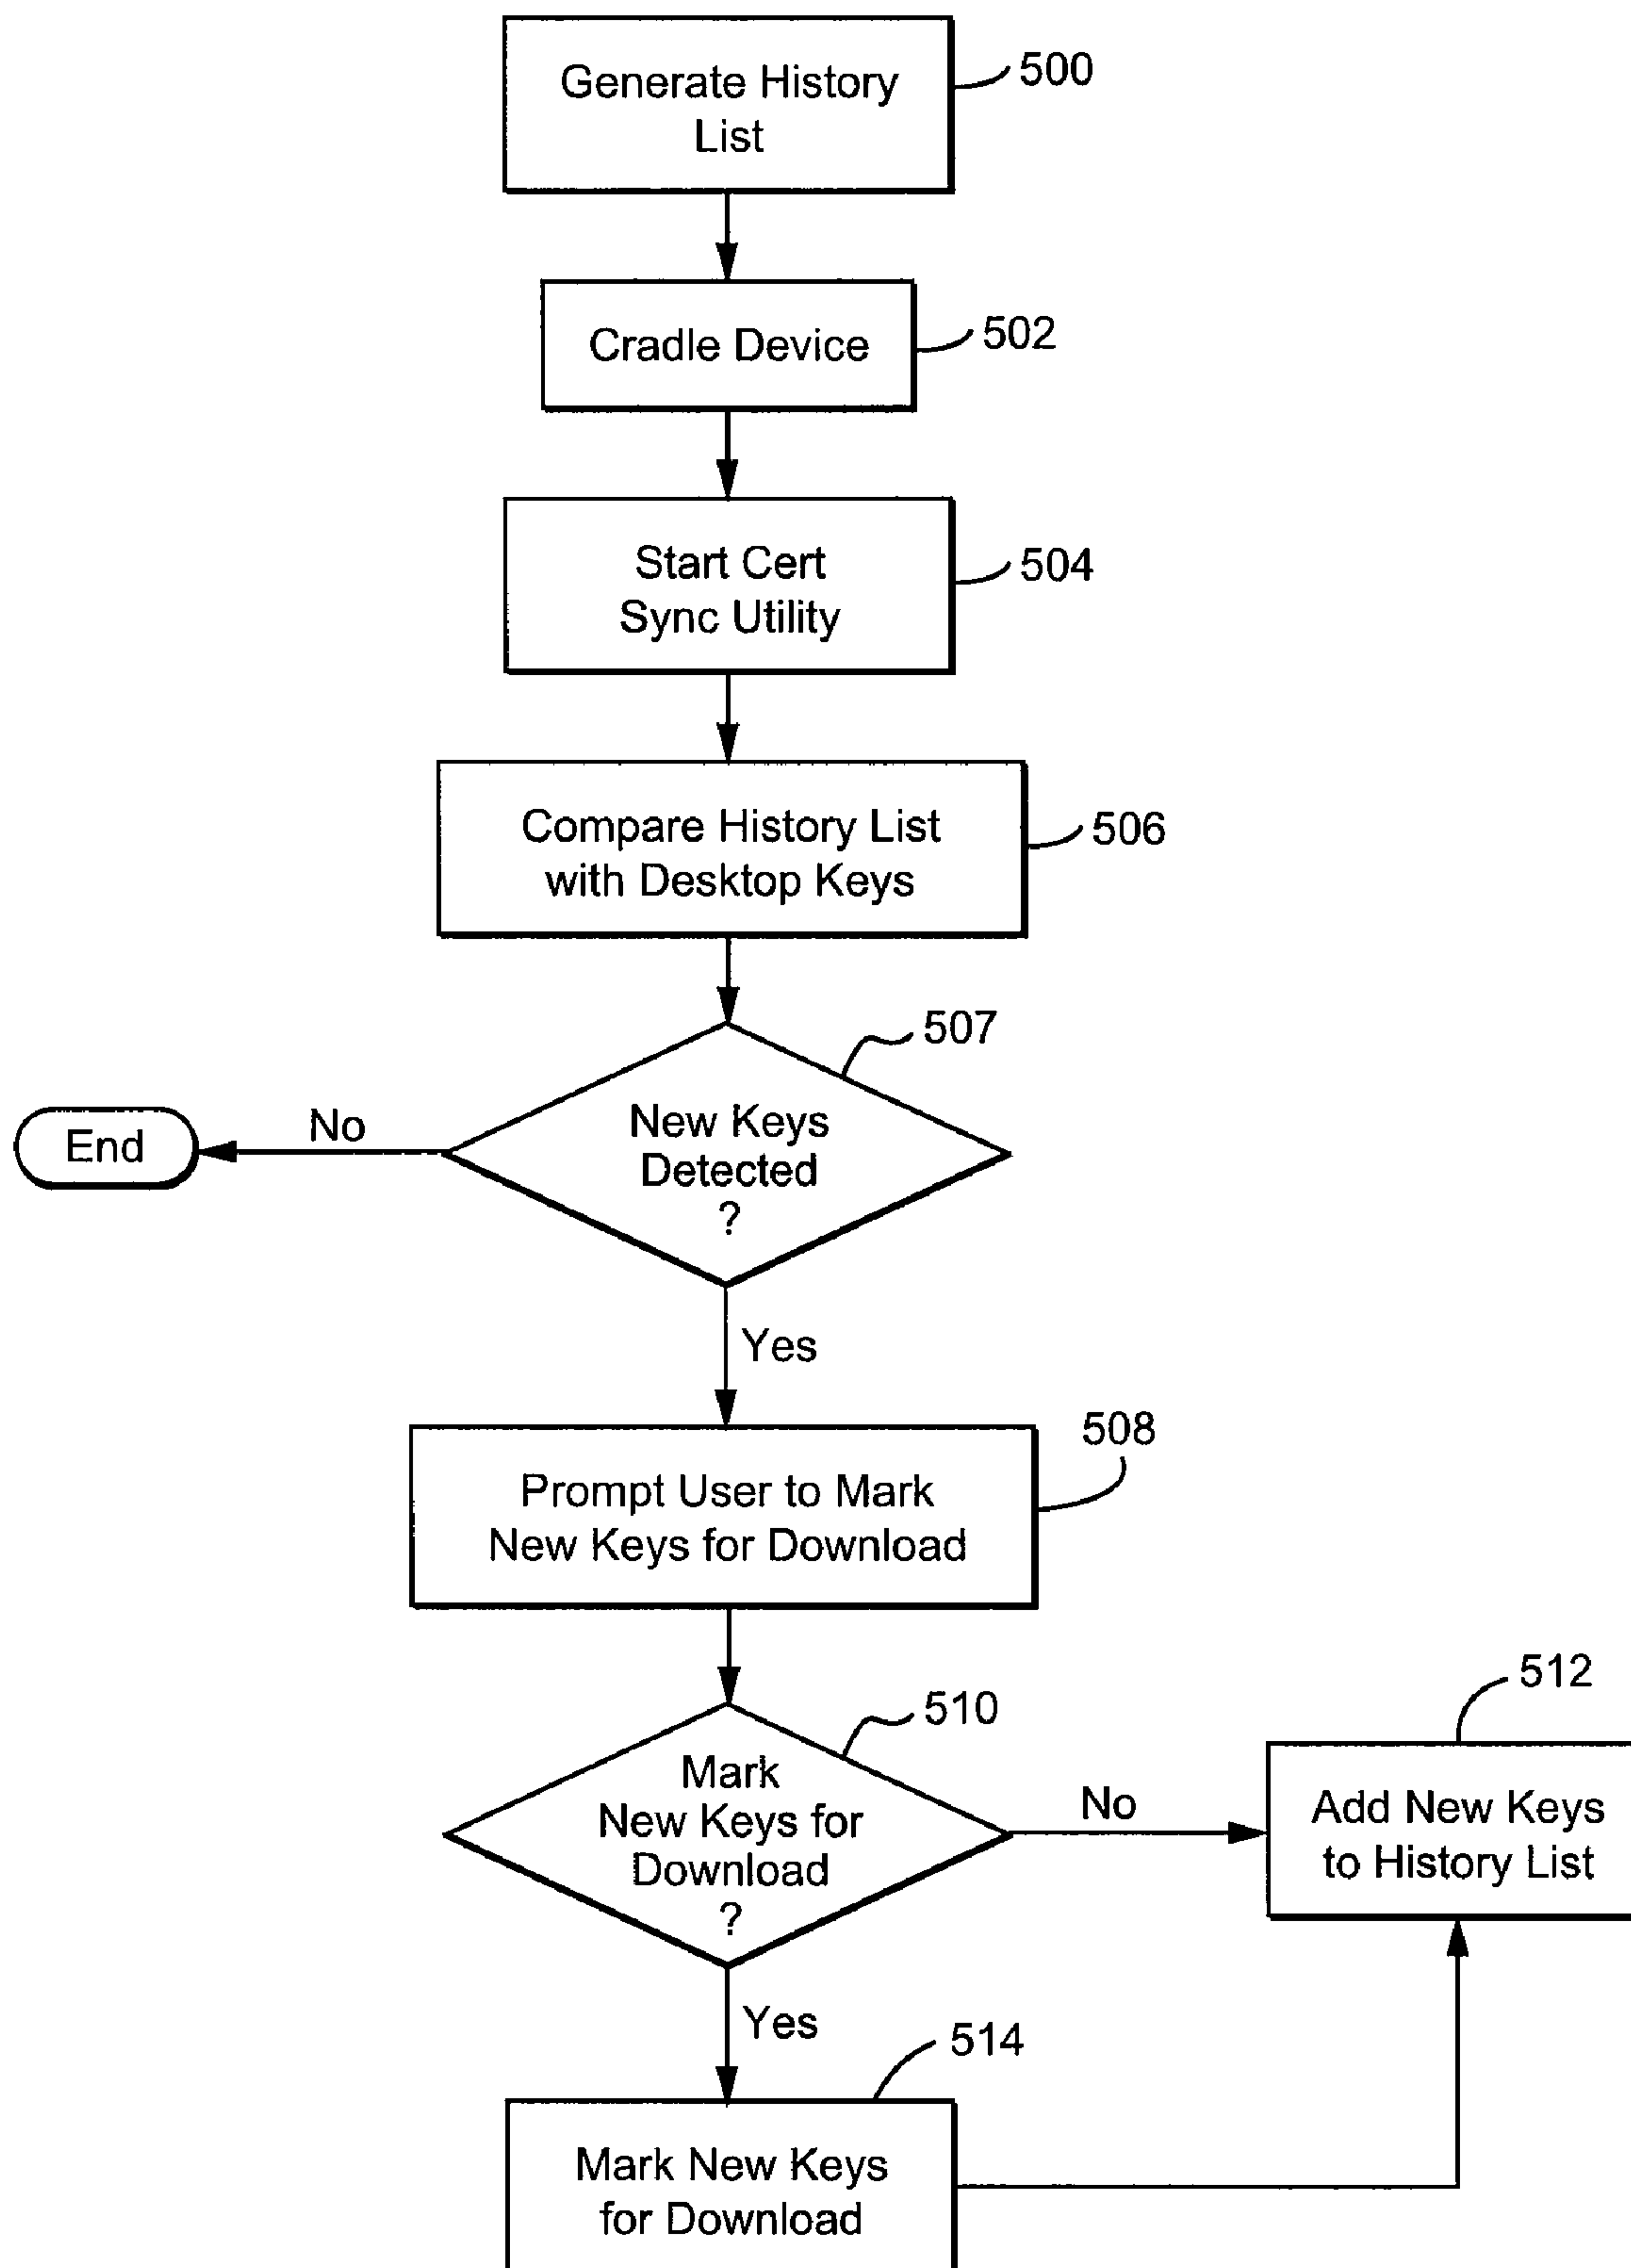 Generate History
List
500
Cradle Device
502
Start Cert
Sync Utility
504
Compare History List
with Desktop Keys
506
507
New Keys
Detected
?
No
End
Yes
508
Prompt User to Mark
New Keys for Download
510
Mark
New Keys for
Download
?
No
512
Add New Keys
to History List
Yes
514
Mark New Keys
for Download